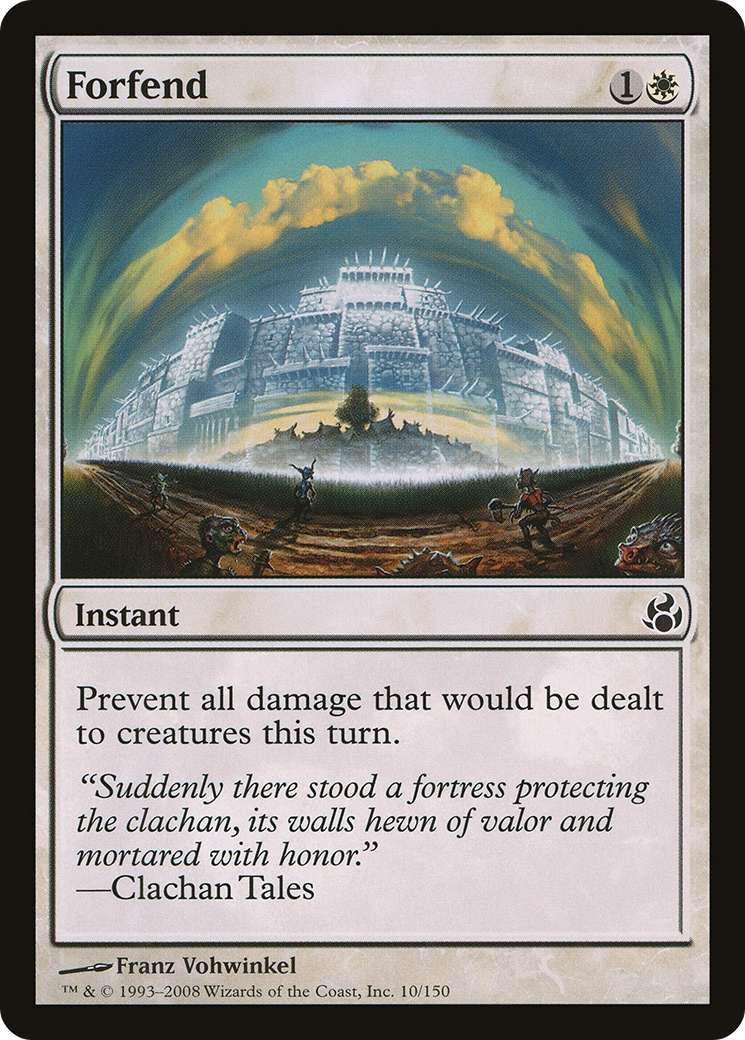 Forfend 1
Instant
Prevent all damage that would be dealt
to creatures this turn.
“Suddenly there stood a fortress protecting
the clachan, its walls hewn of valor and
mortared with honor.”
—Clachan Tales
Franz Vohwinkel
™ & © 1993–2008 Wizards of the Coast, Inc. 10/150